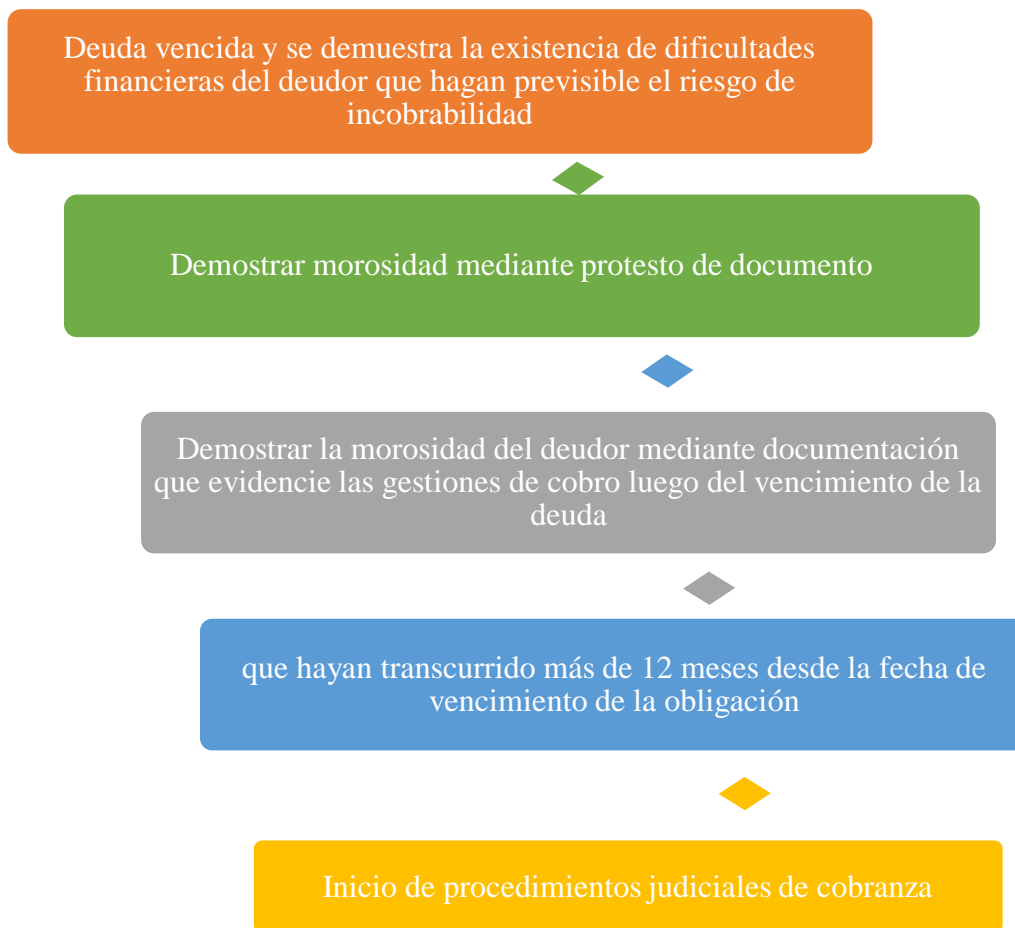 Deuda vencida y se demuestra la existencia de dificultades
financieras del deudor que hagan previsible el riesgo de
incobrabilidad
Demostrar morosidad mediante protesto de documento
Demostrar la morosidad del deudor mediante documentación
que evidencie las gestiones de cobro luego del vencimiento de la
deuda
que hayan transcurrido más de 12 meses desde la fecha de
vencimiento de la obligación
Inicio de procedimientos judiciales de cobranza